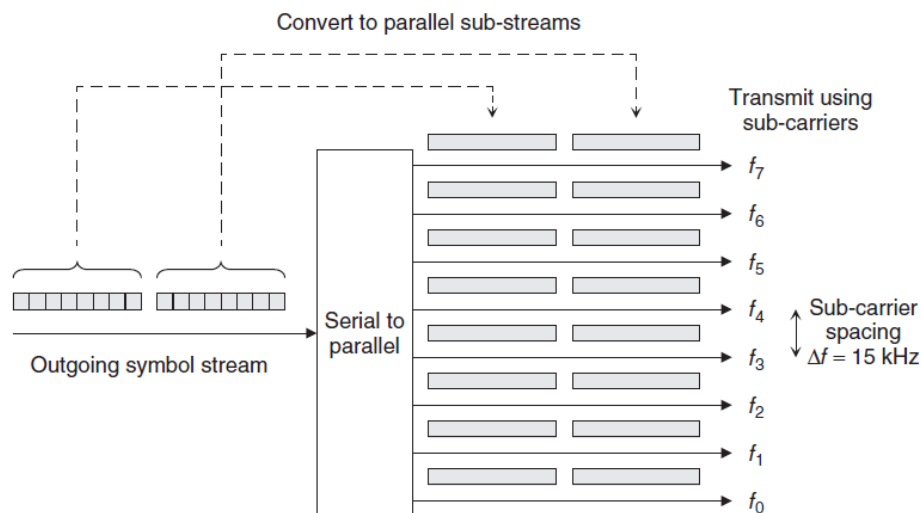 Convert to parallel sub-streams
Transmit using
sub-carriers
f7
f6
f5
f4
f3
f2
f1
f0
Sub-carrier
spacing
Δf = 15 kHz
Serial to
parallel
Outgoing symbol stream